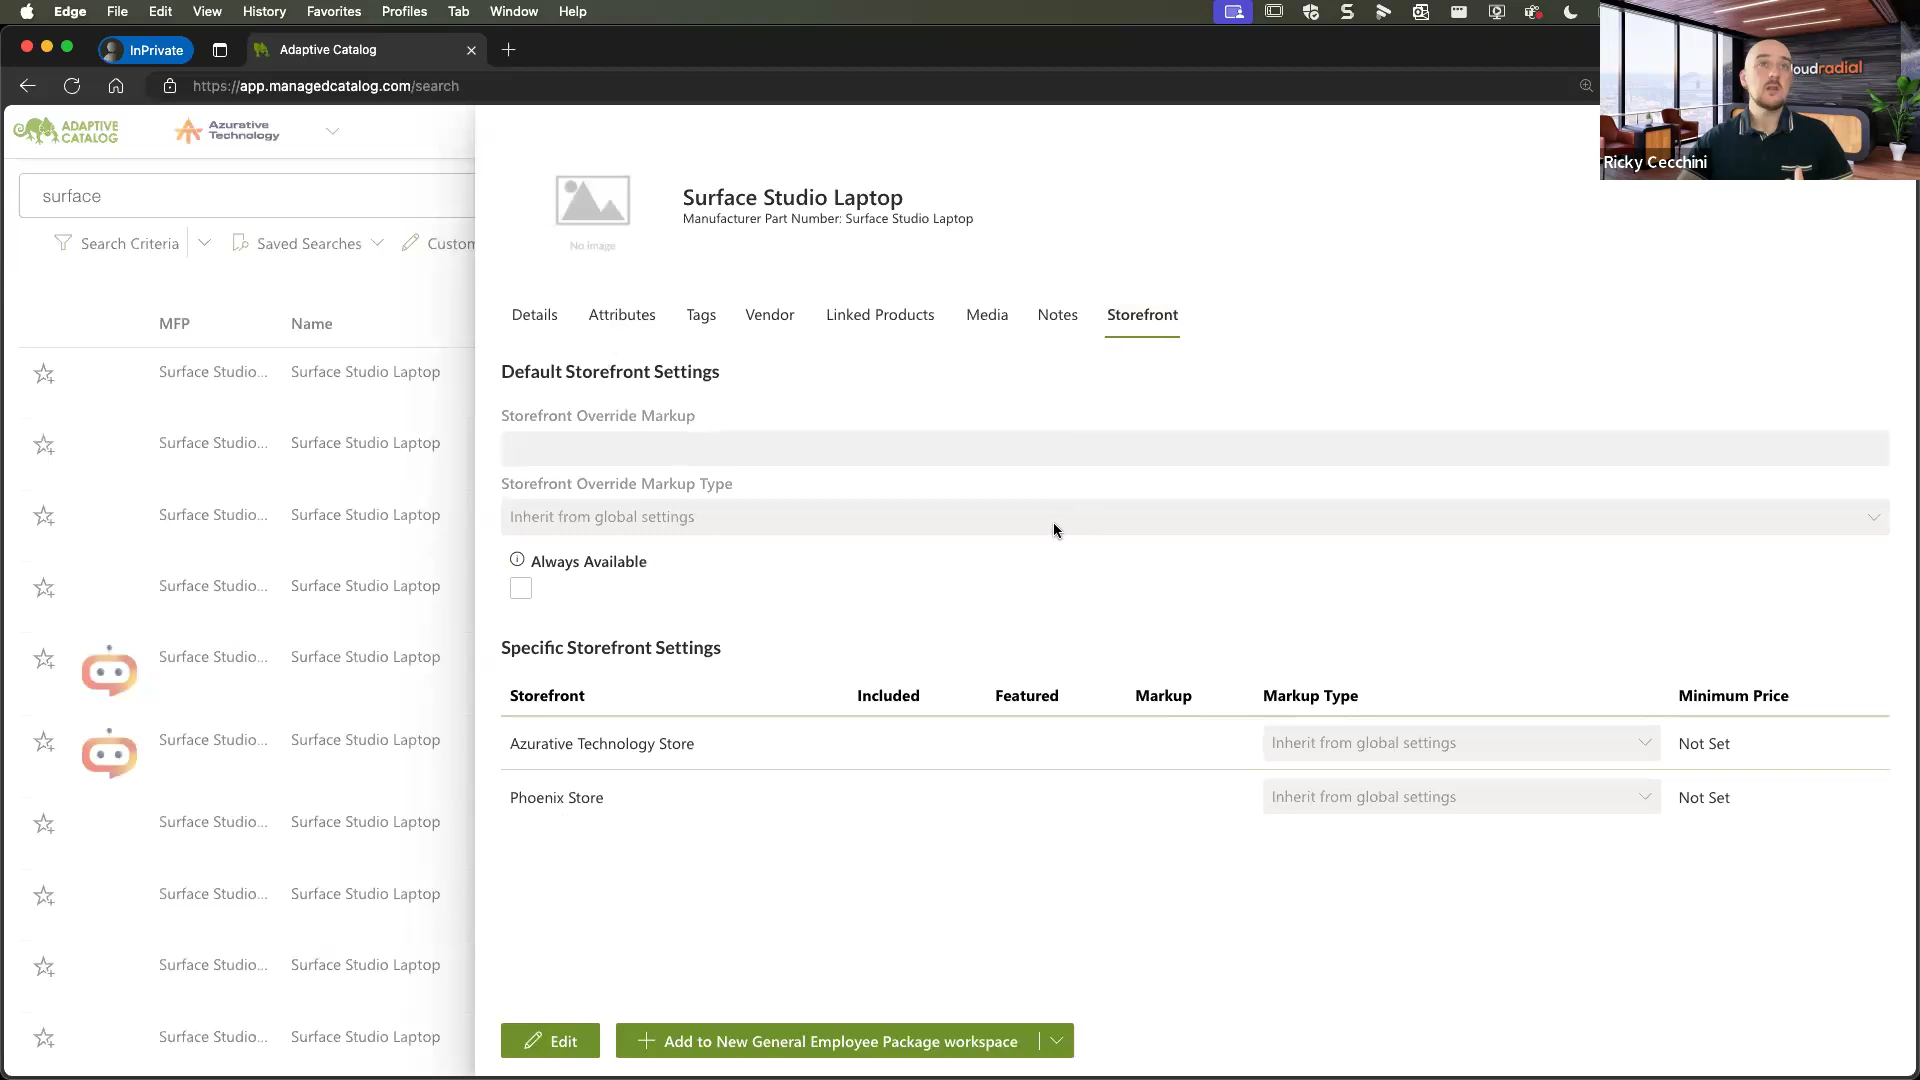 Edge File Edit View History Favorites Profiles Tab Window Help
InPrivate
Adaptive Catalog
https://app.managedcatalog.com/search
loudradial
Ricky Cecchini
ADAPTIVE
CATALOG
Azurative
Technology
surface
Search Criteria
Saved Searches
Custom
MFP Name
Surface Studio... Surface Studio Laptop
Surface Studio... Surface Studio Laptop
Surface Studio... Surface Studio Laptop
Surface Studio... Surface Studio Laptop
Surface Studio... Surface Studio Laptop
Surface Studio... Surface Studio Laptop
Surface Studio... Surface Studio Laptop
Surface Studio... Surface Studio Laptop
Surface Studio... Surface Studio Laptop
Surface Studio... Surface Studio Laptop
No image
Surface Studio Laptop
Manufacturer Part Number: Surface Studio Laptop
Details Attributes Tags Vendor Linked Products Media Notes Storefront
Default Storefront Settings
Storefront Override Markup
Storefront Override Markup Type
Inherit from global settings
Always Available
Specific Storefront Settings
Storefront Included Featured Markup Markup Type Minimum Price
Azurative Technology Store Inherit from global settings Not Set
Phoenix Store Inherit from global settings Not Set
Edit
Add to New General Employee Package workspace